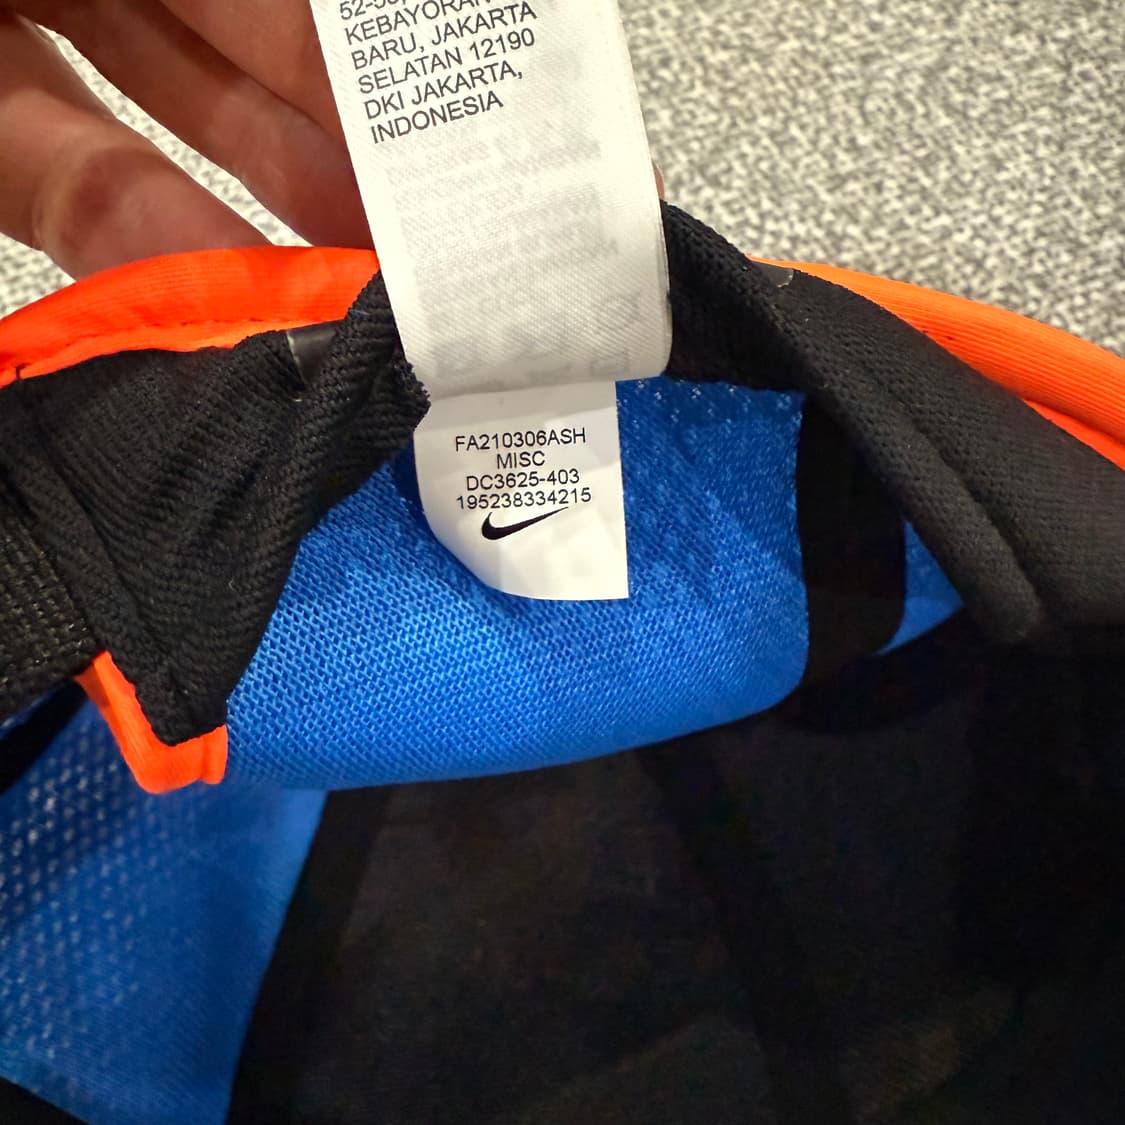 KEBAYORAN
BARU, JAKARTA
SELATAN 12190
DKI JAKARTA,
INDONESIA
FA210306ASH
MISC
DC3625-403
195238334215